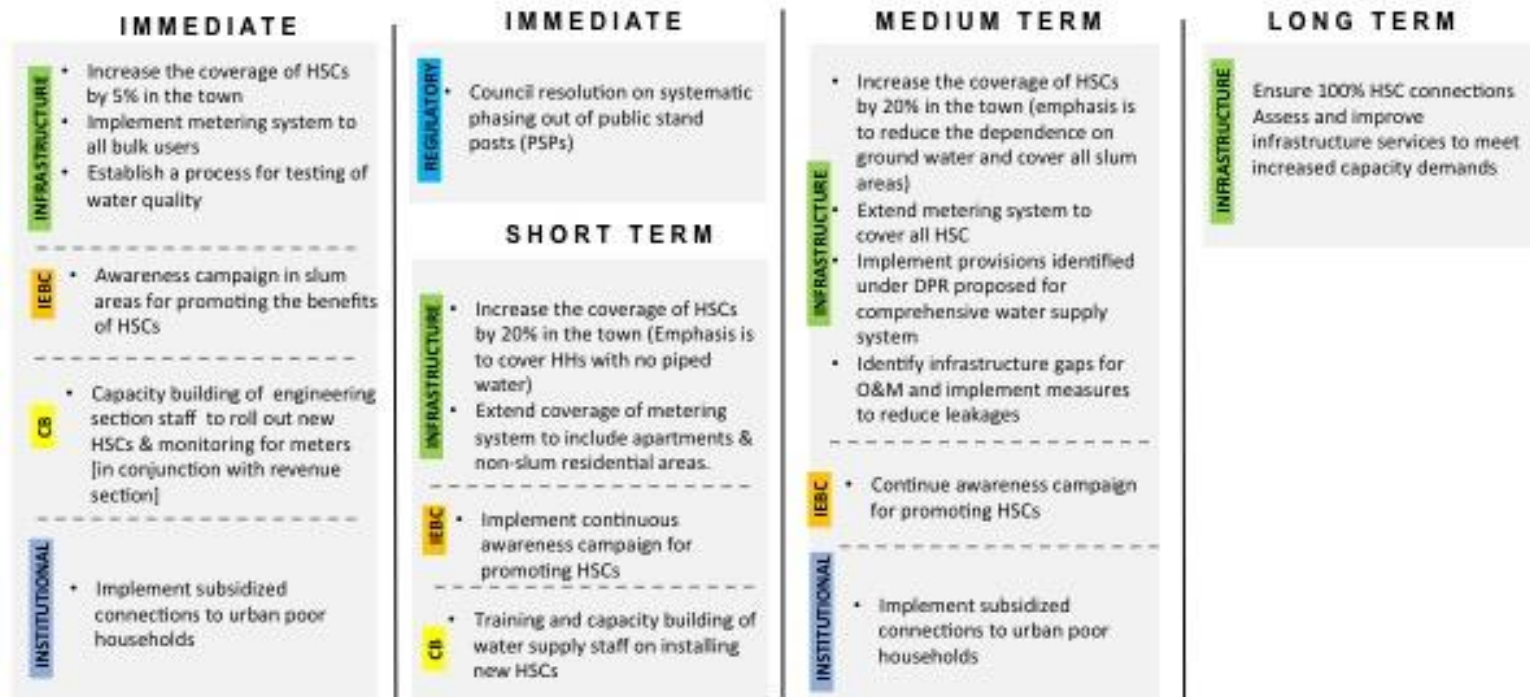 IMMEDIATE
INFRASTRUCTURE
• Increase the coverage of HSCs
by 5% in the town
• Implement metering system to
all bulk users
• Establish a process for testing of
water quality
IEBC
• Awareness campaign in slum
areas for promoting the benefits
of HSCs
CB
• Capacity building of engineering
section staff to roll out new
HSCs & monitoring for meters
[in conjunction with revenue
section]
INSTITUTIONAL
• Implement subsidized
connections to urban poor
households
IMMEDIATE
REGULATORY
• Council resolution on systematic
phasing out of public stand
posts (PSPs)
SHORT TERM
INFRASTRUCTURE
• Increase the coverage of HSCs
by 20% in the town (Emphasis is
to cover HHs with no piped
water)
• Extend coverage of metering
system to include apartments &
non-slum residential areas.
IEBC
• Implement continuous
awareness campaign for
promoting HSCs
CB
• Training and capacity building of
water supply staff on installing
new HSCs
MEDIUM TERM
INFRASTRUCTURE
• Increase the coverage of HSCs
by 20% in the town (emphasis is
to reduce the dependence on
ground water and cover all slum
areas)
• Extend metering system to
cover all HSC
• Implement provisions identified
under DPR proposed for
comprehensive water supply
system
• Identify infrastructure gaps for
O&M and implement measures
to reduce leakages
IEBC
• Continue awareness campaign
for promoting HSCs
INSTITUTIONAL
• Implement subsidized
connections to urban poor
households
LONG TERM
INFRASTRUCTURE
Ensure 100% HSC connections
Assess and improve
infrastructure services to meet
increased capacity demands